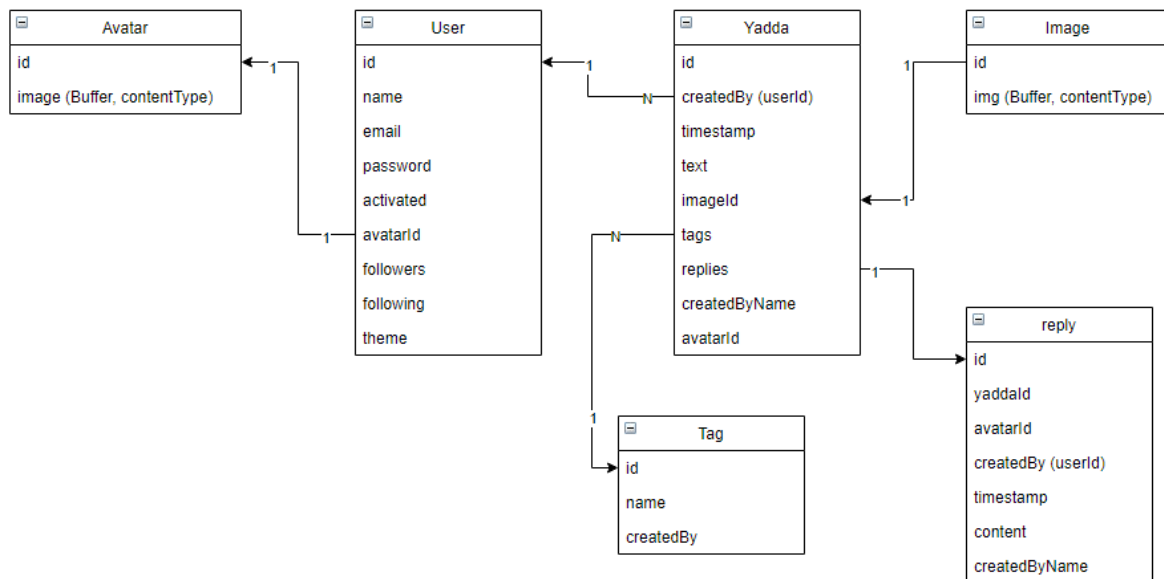 Avatar
id
image (Buffer, contentType)
User
id
name
email
password
activated
avatarId
followers
following
theme
Yadda
id
createdBy (userId)
timestamp
text
imageId
tags
replies
createdByName
avatarId
Image
id
img (Buffer, contentType)
reply
id
yaddaId
avatarId
createdBy (userId)
timestamp
content
createdByName
Tag
id
name
createdBy
1
1
1
N
1
1
N
1
1